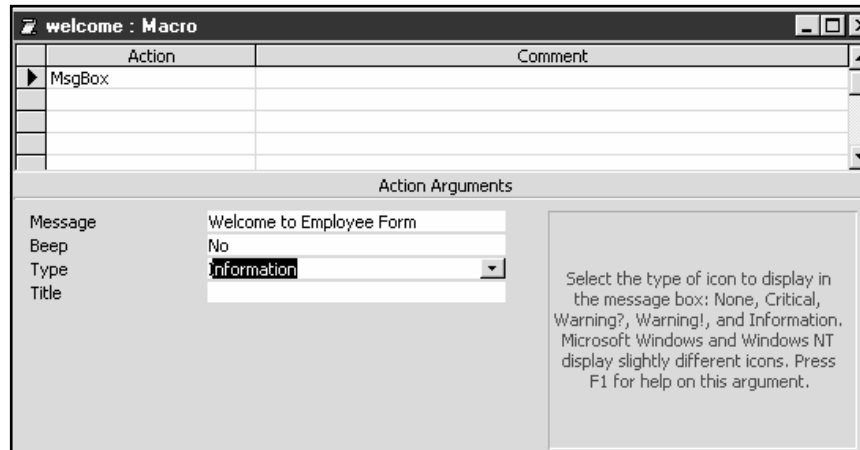 welcome : Macro
Action Comment
MsgBox
Action Arguments
Message Welcome to Employee Form
Beep No
Type Information
Title
Select the type of icon to display in
the message box: None, Critical,
Warning?, Warning!, and Information.
Microsoft Windows and Windows NT
display slightly different icons. Press
F1 for help on this argument.